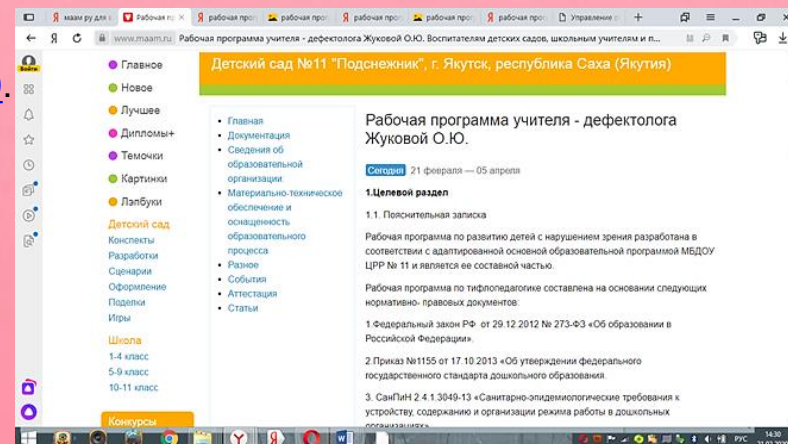 маам ру для
Рабочая пр
рабочая прог
рабочая прог
рабочая прог
рабочая прог
рабочая прог
рабочая прог
Управление р
www.maam.ru Рабочая программа учителя - дефектолога Жуковой О.Ю. Воспитателям детских садов, школьным учителям и п...
Войти
Главное
Новое
Лучшее
Дипломы+
Темочки
Картинки
Лэпбуки
Детский сад
Конспекты
Разработки
Сценарии
Оформление
Поделки
Игры
Школа
1-4 класс
5-9 класс
10-11 класс
Конкурсы
Детский сад №11 "Подснежник", г. Якутск, республика Саха (Якутия)
Главная
Документация
Сведения об
образовательной
организации
Материально-техническое
обеспечение и
оснащенность
образовательного
процесса
Разное
События
Аттестация
Статьи
Рабочая программа учителя - дефектолога
Жуковой О.Ю.
Сегодня 21 февраля — 05 апреля
1.Целевой раздел
1.1. Пояснительная записка
Рабочая программа по развитию детей с нарушением зрения разработана в
соответствии с адаптированной основной образовательной программой МБДОУ
ЦРР № 11 и является ее составной частью.
Рабочая программа по тифлопедагогике составлена на основании следующих
нормативно- правовых документов:
1.Федеральный закон РФ от 29.12.2012 № 273-ФЗ «Об образовании в
Российской Федерации».
2.Приказ №1155 от 17.10.2013 «Об утверждении федерального
государственного стандарта дошкольного образования.
3. СанПиН 2.4.1.3049-13 «Санитарно-эпидемиологические требования к
устройству, содержанию и организации режима работы в дошкольных
организациях»
РУС
14:30